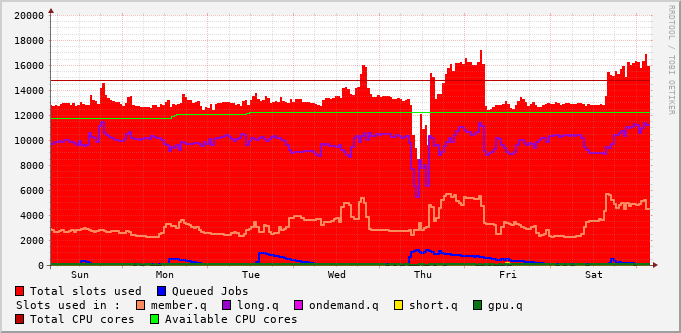 RRDTOOL / TOBI OETIKER
20000
18000
16000
14000
12000
10000
8000
6000
4000
2000
0
Sun Mon Tue Wed Thu Fri Sat
Total slots used Queued Jobs
Slots used in : member.q long.q ondemand.q short.q gpu.q
Total CPU cores Available CPU cores